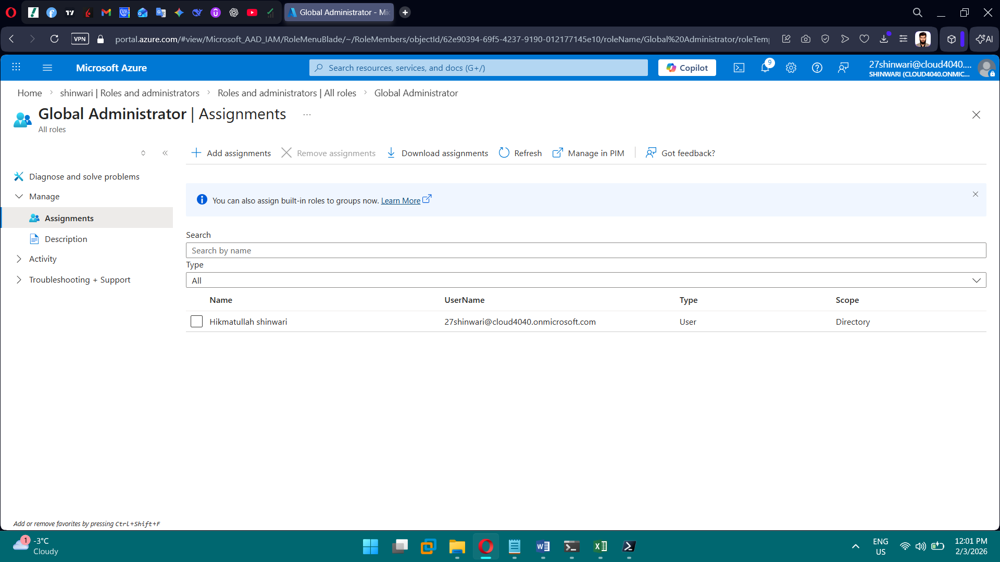 Global Administrator - Mic
VPN
portal.azure.com/#view/Microsoft_AAD_IAM/RoleMenuBlade/~/RoleMembers/objectId/62e90394-69f5-4237-9190-012177145e10/roleName/Global%20Administrator/roleTemp
AI
Microsoft Azure
Search resources, services, and docs (G+/)
Copilot
9
27shinwari@cloud4040....
SHINWARI (CLOUD4040.ONMIC...
Home
shinwari | Roles and administrators
Roles and administrators | All roles
Global Administrator
Global Administrator | Assignments
...
All roles
Add assignments
Remove assignments
Download assignments
Refresh
Manage in PIM
Got feedback?
Diagnose and solve problems
Manage
Assignments
Description
Activity
Troubleshooting + Support
You can also assign built-in roles to groups now. Learn More
Search
Search by name
Type
All
Name UserName Type Scope
Hikmatullah shinwari 27shinwari@cloud4040.onmicrosoft.com User Directory
Add or remove favorites by pressing Ctrl+Shift+F
1
-3°C
Cloudy
ENG
US
12:01 PM
2/3/2026